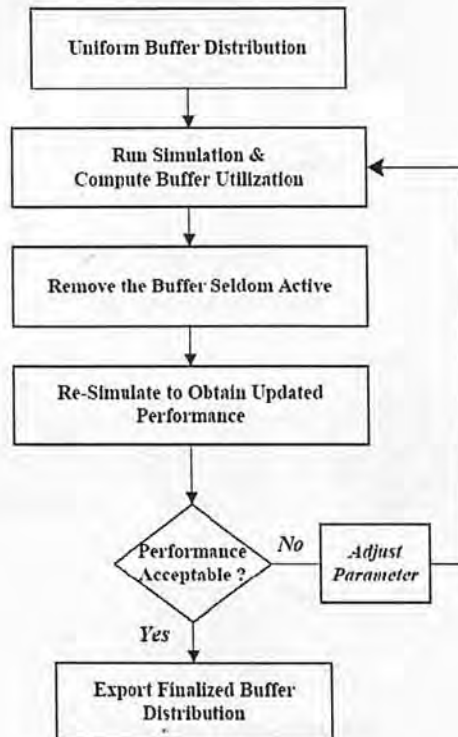 Uniform Buffer Distribution
Run Simulation &
Compute Buffer Utilization
Remove the Buffer Seldom Active
Re-Simulate to Obtain Updated
Performance
Performance
Acceptable ?
No
Adjust
Parameter
Yes
Export Finalized Buffer
Distribution